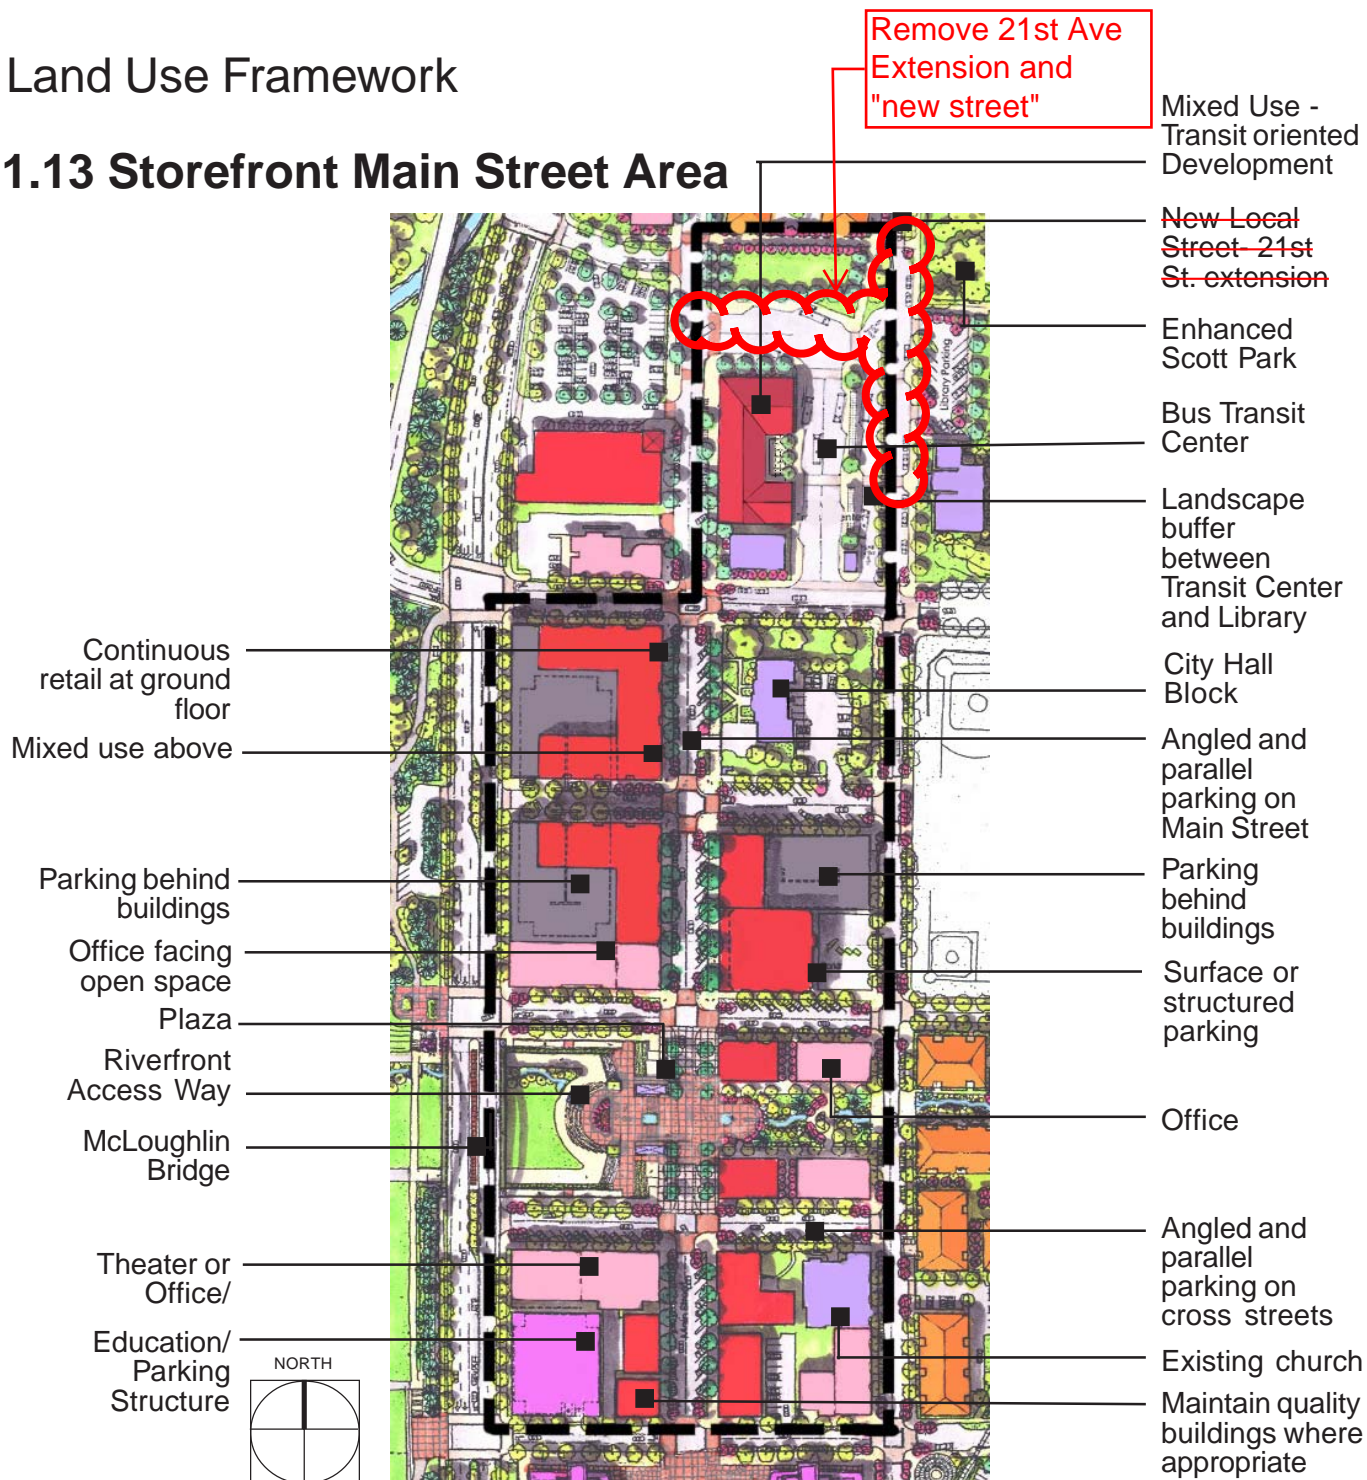 Land Use Framework
1.13 Storefront Main Street Area
Remove 21st Ave
Extension and
"new street"
Mixed Use -
Transit oriented
Development
New Local
Street- 21st
St. extension
Enhanced
Scott Park
Bus Transit
Center
Landscape
buffer
between
Transit Center
and Library
City Hall
Block
Angled and
parallel
parking on
Main Street
Parking
behind
buildings
Surface or
structured
parking
Office
Angled and
parallel
parking on
cross streets
Existing church
Maintain quality
buildings where
appropriate
Continuous
retail at ground
floor
Mixed use above
Parking behind
buildings
Office facing
open space
Plaza
Riverfront
Access Way
McLoughlin
Bridge
Theater or
Office/
Education/
Parking
Structure
NORTH
Library Parking
Main Street